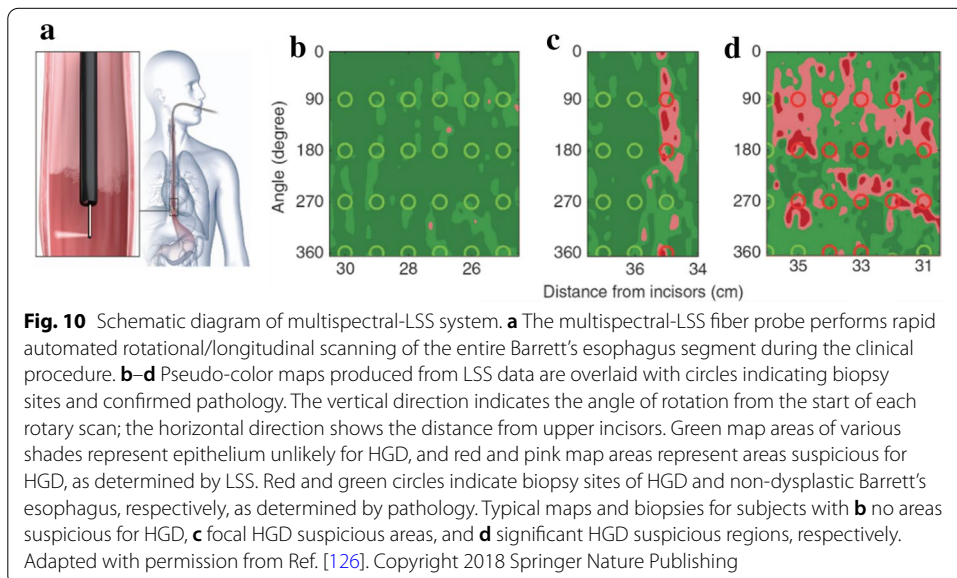 a
b
c
d
0
90
180
270
360
Angle (degree)
30
28
26
0
90
180
270
360
36
34
0
90
180
270
360
35
33
31
Distance from incisors (cm)
Fig. 10 Schematic diagram of multispectral-LSS system. a The multispectral-LSS fiber probe performs rapid
automated rotational/longitudinal scanning of the entire Barrett's esophagus segment during the clinical
procedure. b–d Pseudo-color maps produced from LSS data are overlaid with circles indicating biopsy
sites and confirmed pathology. The vertical direction indicates the angle of rotation from the start of each
rotary scan; the horizontal direction shows the distance from upper incisors. Green map areas of various
shades represent epithelium unlikely for HGD, and red and pink map areas represent areas suspicious for
HGD, as determined by LSS. Red and green circles indicate biopsy sites of HGD and non-dysplastic Barrett's
esophagus, respectively, as determined by pathology. Typical maps and biopsies for subjects with b no areas
suspicious for HGD, c focal HGD suspicious areas, and d significant HGD suspicious regions, respectively.
Adapted with permission from Ref. [126]. Copyright 2018 Springer Nature Publishing